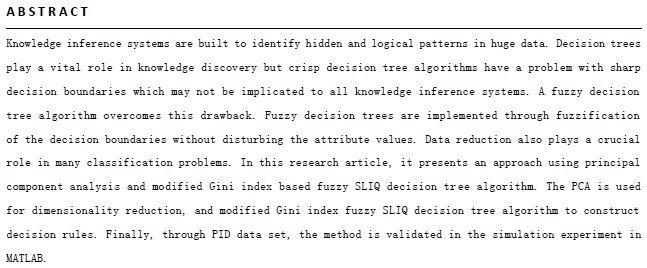 ABSTRACT
Knowledge inference systems are built to identify hidden and logical patterns in huge data. Decision trees
play a vital role in knowledge discovery but crisp decision tree algorithms have a problem with sharp
decision boundaries which may not be implicated to all knowledge inference systems. A fuzzy decision
tree algorithm overcomes this drawback. Fuzzy decision trees are implemented through fuzzification
of the decision boundaries without disturbing the attribute values. Data reduction also plays a crucial
role in many classification problems. In this research article, it presents an approach using principal
component analysis and modified Gini index based fuzzy SLIQ decision tree algorithm. The PCA is used
for dimensionality reduction, and modified Gini index fuzzy SLIQ decision tree algorithm to construct
decision rules. Finally, through PID data set, the method is validated in the simulation experiment in
MATLAB.